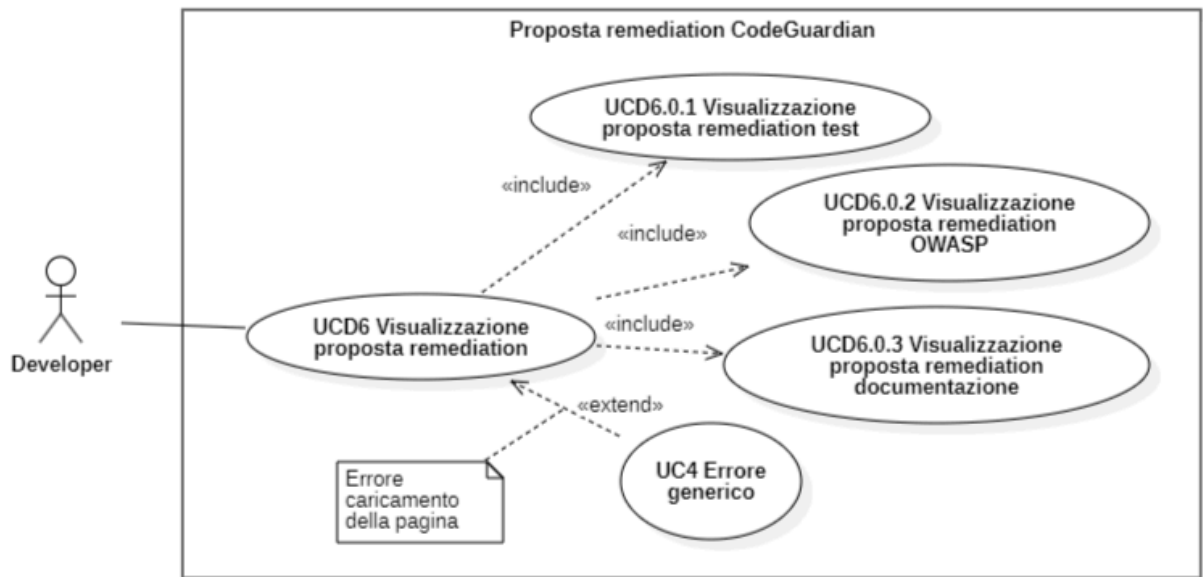 Proposta remediation CodeGuardian
UCD6.0.1 Visualizzazione
proposta remediation test
«include»
UCD6.0.2 Visualizzazione
proposta remediation
OWASP
«include»
Developer
UCD6 Visualizzazione
proposta remediation
«include»
UCD6.0.3 Visualizzazione
proposta remediation
documentazione
«extend»
Errore
caricamento
della pagina
UC4 Errore
generico